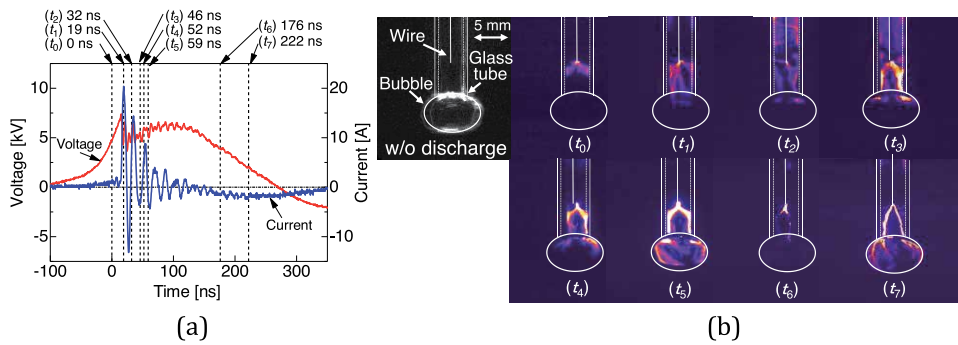 (t₂) 32 ns
(t₁) 19 ns
(t₀) 0 ns
(t₃) 46 ns
(t₄) 52 ns
(t₅) 59 ns
(t₆) 176 ns
(t₇) 222 ns
Voltage [kV]
10
5
0
-5
Voltage
Current
20
10
0
-10
Current [A]
-100
0
100
200
300
Time [ns]
(a)
5 mm
Wire
Glass
tube
Bubble
w/o discharge
(t₀)
(t₁)
(t₂)
(t₃)
(t₄)
(t₅)
(t₆)
(t₇)
(b)